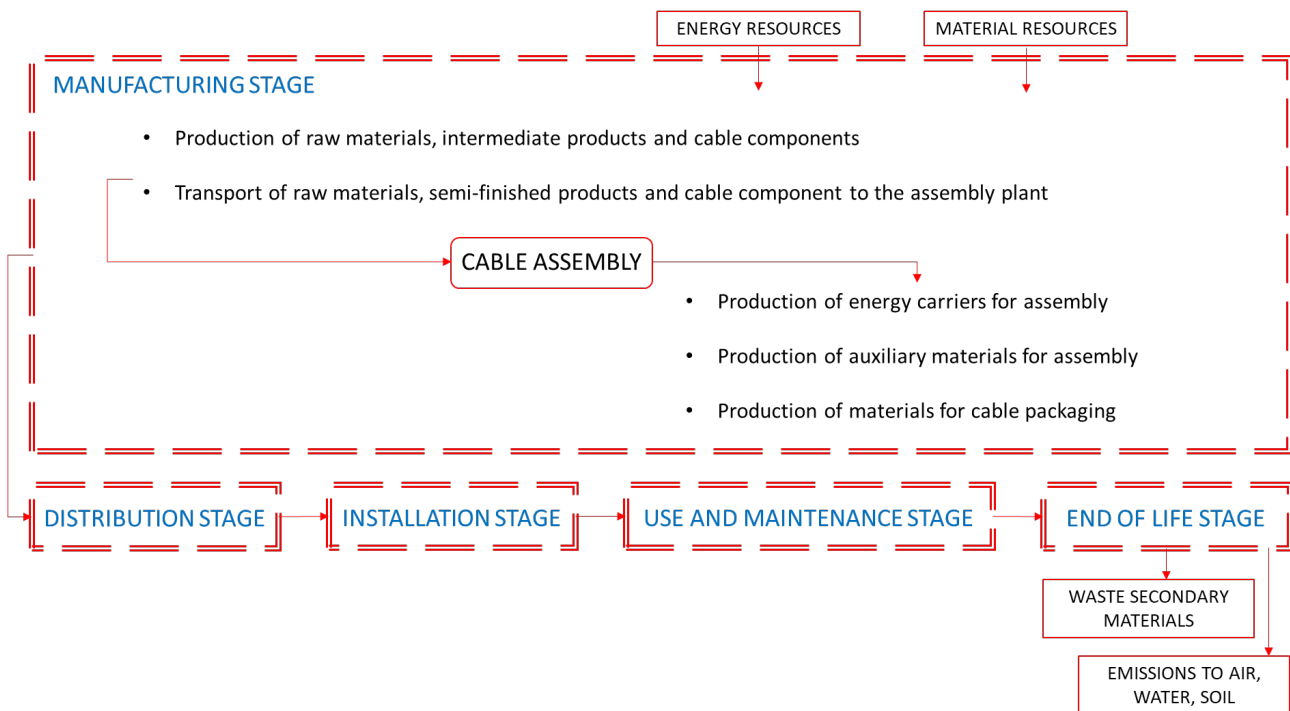 ENERGY RESOURCES
MATERIAL RESOURCES
MANUFACTURING STAGE
• Production of raw materials, intermediate products and cable components
• Transport of raw materials, semi-finished products and cable component to the assembly plant
CABLE ASSEMBLY
• Production of energy carriers for assembly
• Production of auxiliary materials for assembly
• Production of materials for cable packaging
DISTRIBUTION STAGE
INSTALLATION STAGE
USE AND MAINTENANCE STAGE
END OF LIFE STAGE
WASTE SECONDARY
MATERIALS
EMISSIONS TO AIR,
WATER, SOIL